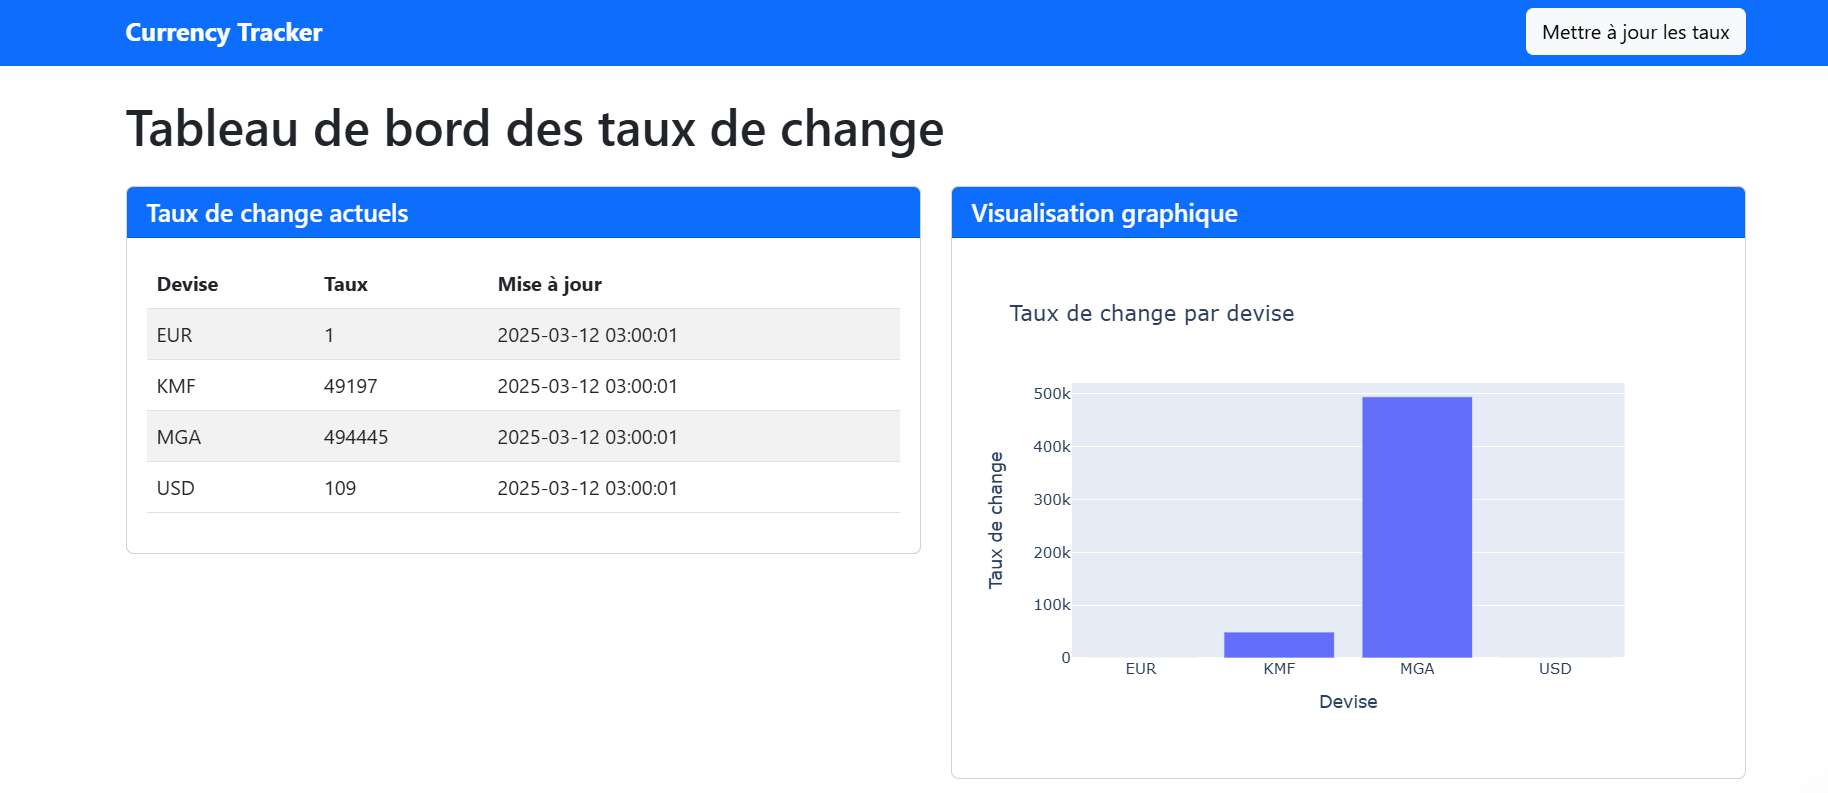 Currency Tracker
Mettre à jour les taux
Tableau de bord des taux de change
Taux de change actuels
Devise Taux Mise à jour
EUR 1 2025-03-12 03:00:01
KMF 49197 2025-03-12 03:00:01
MGA 494445 2025-03-12 03:00:01
USD 109 2025-03-12 03:00:01
Visualisation graphique
Taux de change par devise
Taux de change
500k
400k
300k
200k
100k
0
EUR KMF MGA USD
Devise